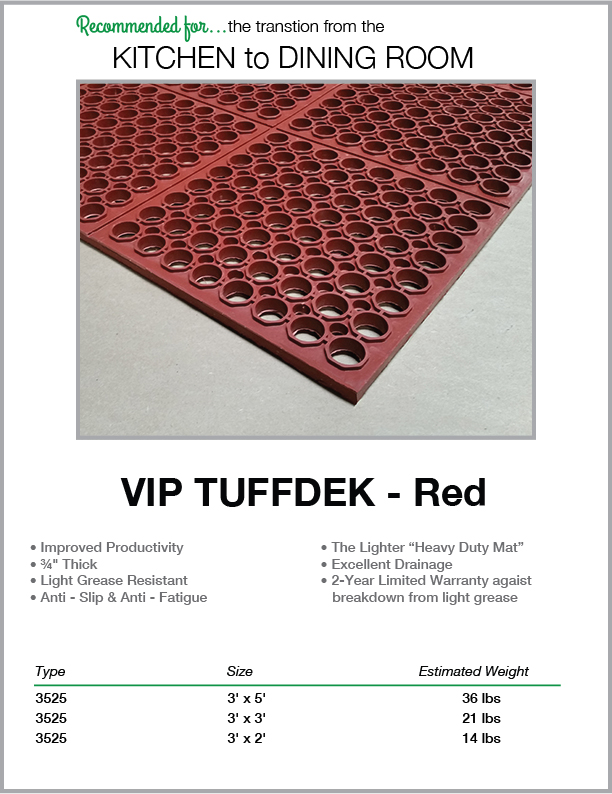 Recommended for...the transtion from the
KITCHEN to DINING ROOM
VIP TUFFDEK - Red
• Improved Productivity
• ¾" Thick
• Light Grease Resistant
• Anti - Slip & Anti - Fatigue
• The Lighter “Heavy Duty Mat”
• Excellent Drainage
• 2-Year Limited Warranty agaist
breakdown from light grease
Type Size Estimated Weight
3525 3' x 5' 36 lbs
3525 3' x 3' 21 lbs
3525 3' x 2' 14 lbs